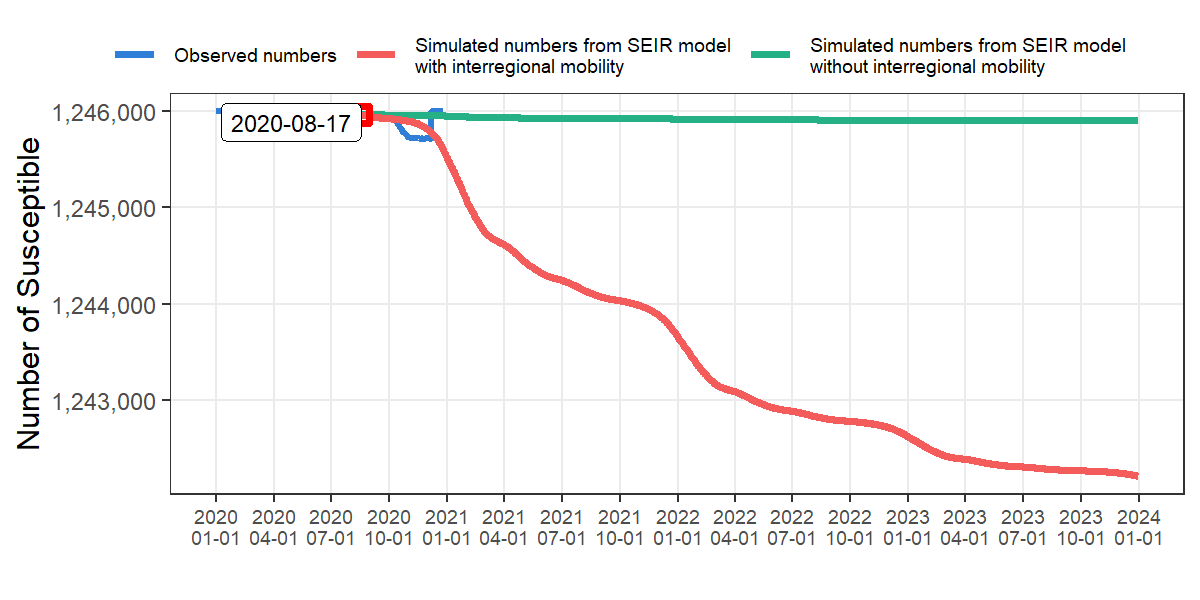 Observed numbers
Simulated numbers from SEIR model
with interregional mobility
Simulated numbers from SEIR model
without interregional mobility
Number of Susceptible
1,246,000
1,245,000
1,244,000
1,243,000
2020-08-17
2020 2020 2020 2020 2021 2021 2021 2021 2022 2022 2022 2022 2023 2023 2023 2023 2024
01-01 04-01 07-01 10-01 01-01 04-01 07-01 10-01 01-01 04-01 07-01 10-01 01-01 04-01 07-01 10-01 01-01